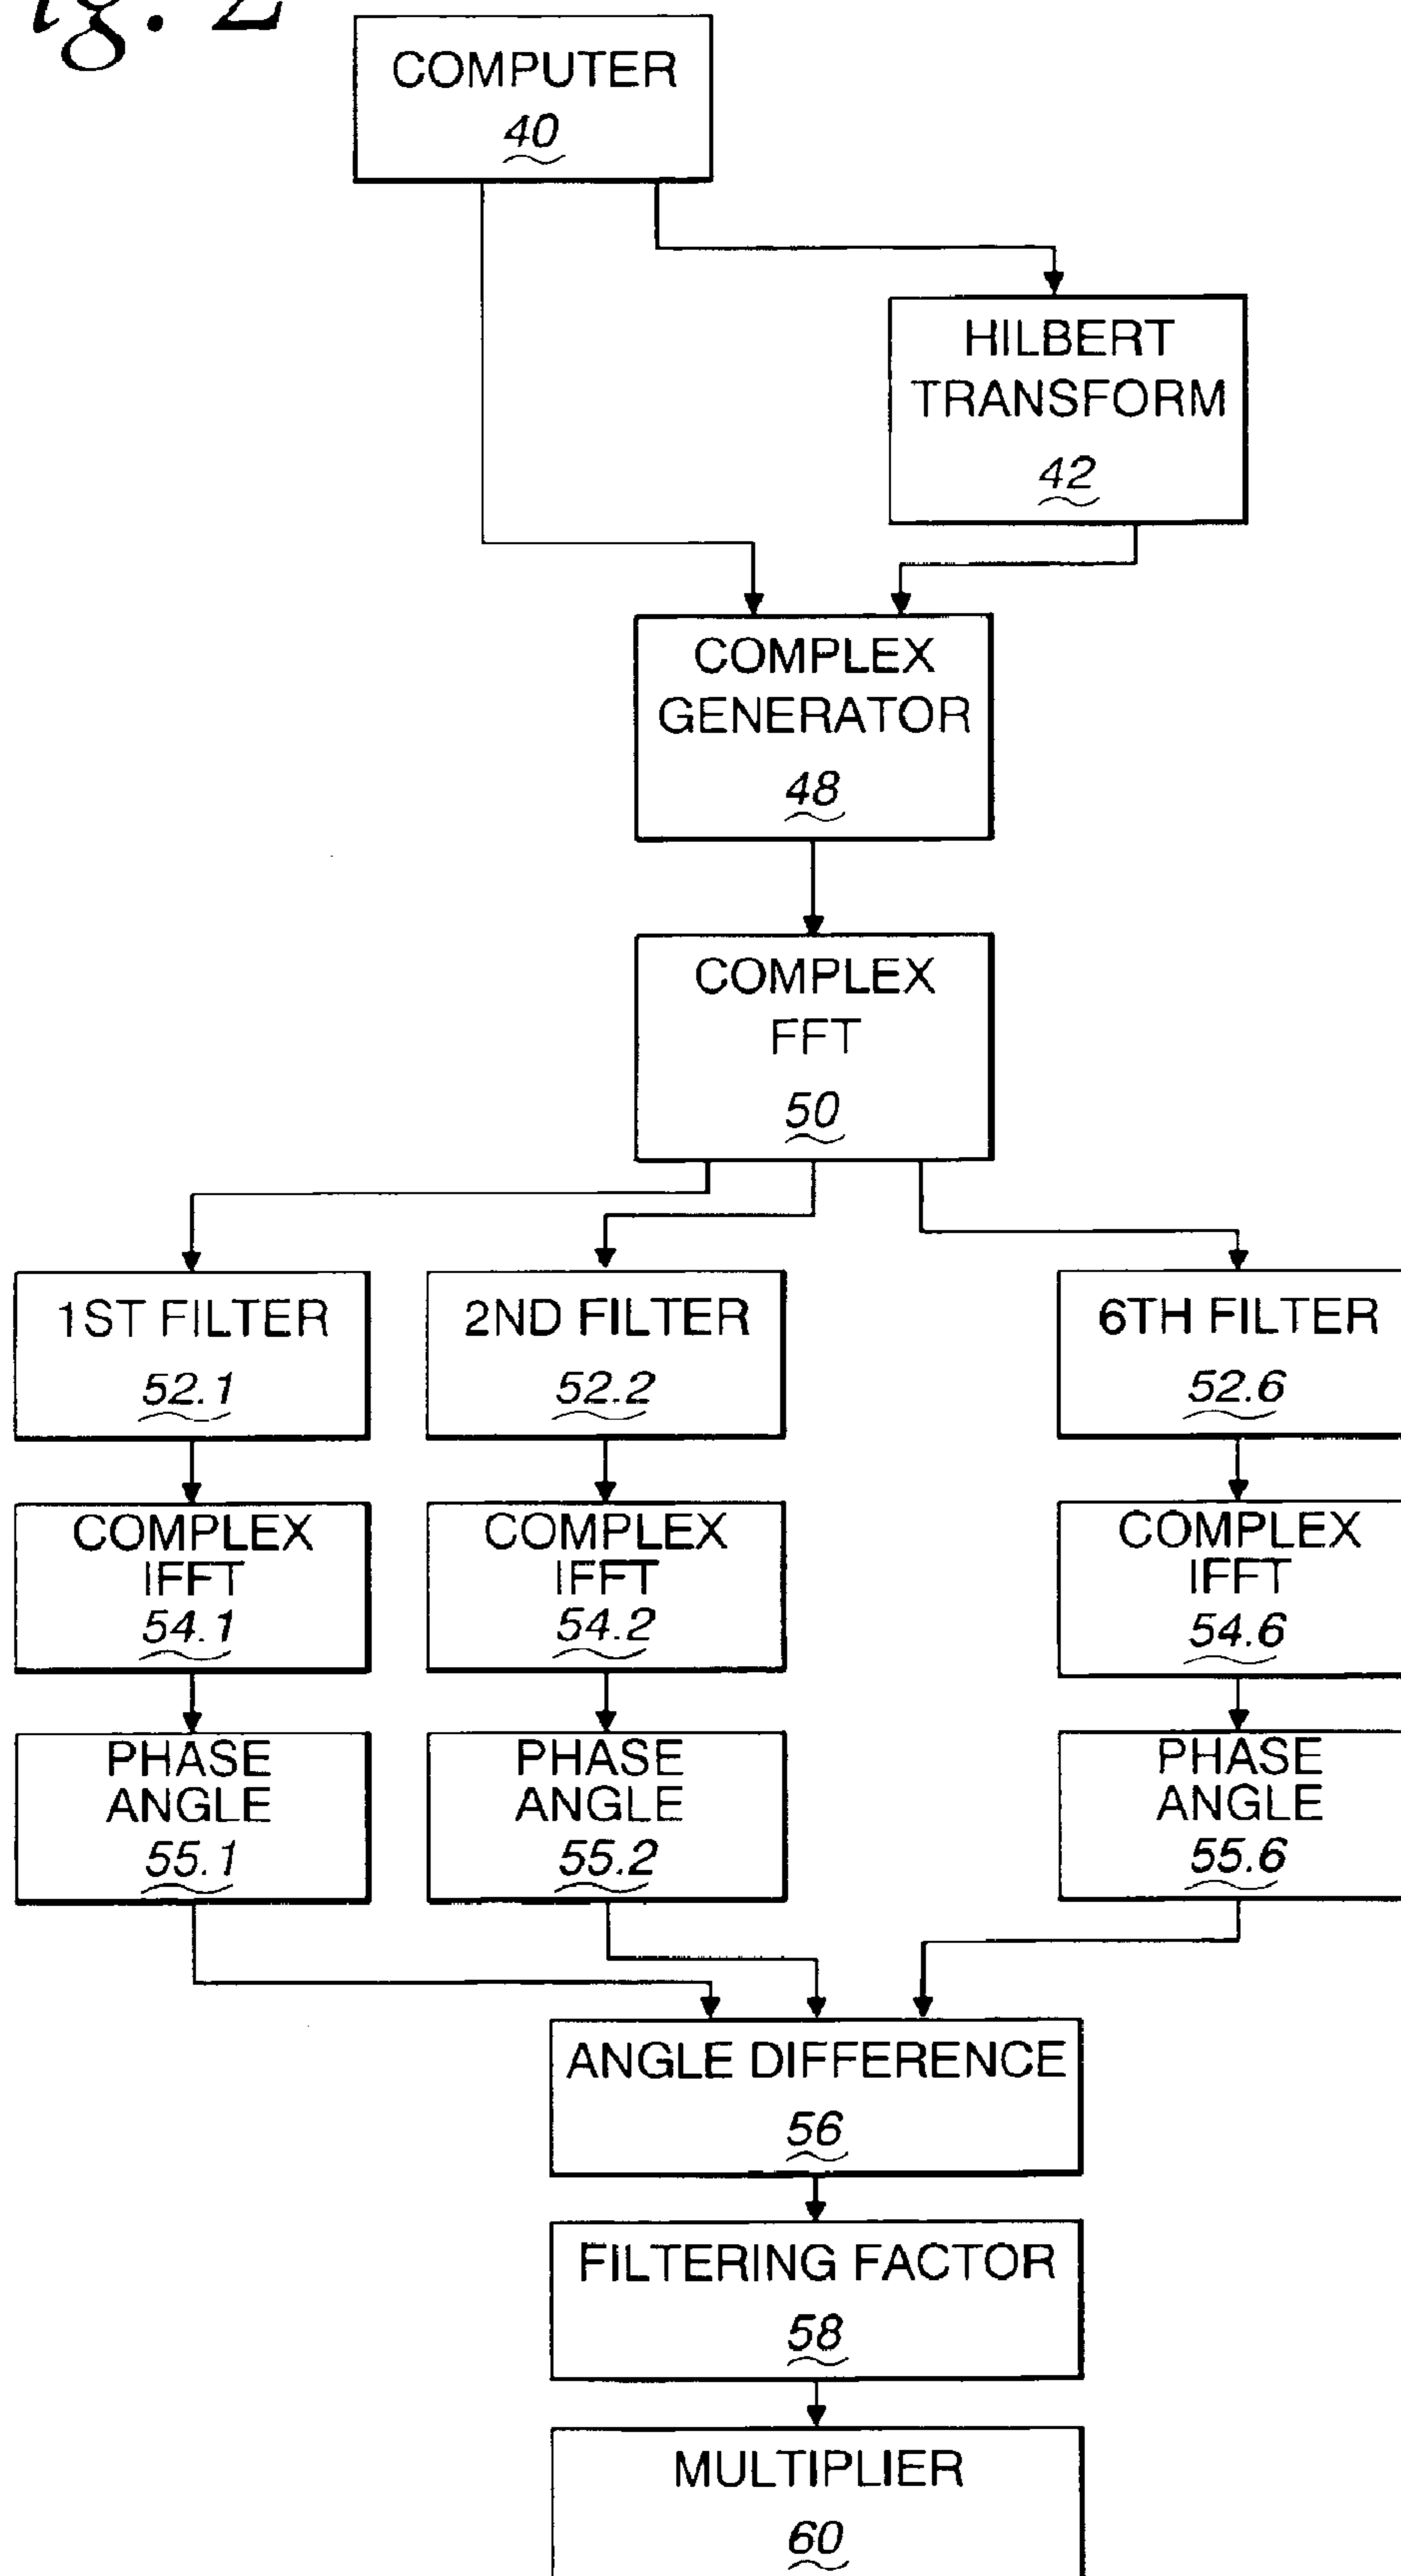 ig. 2
COMPUTER
40
HILBERT
TRANSFORM
42
COMPLEX
GENERATOR
48
COMPLEX
FFT
50
1ST FILTER
52.1
2ND FILTER
52.2
6TH FILTER
52.6
COMPLEX
IFFT
54.1
COMPLEX
IFFT
54.2
COMPLEX
IFFT
54.6
PHASE
ANGLE
55.1
PHASE
ANGLE
55.2
PHASE
ANGLE
55.6
ANGLE DIFFERENCE
56
FILTERING FACTOR
58
MULTIPLIER
60